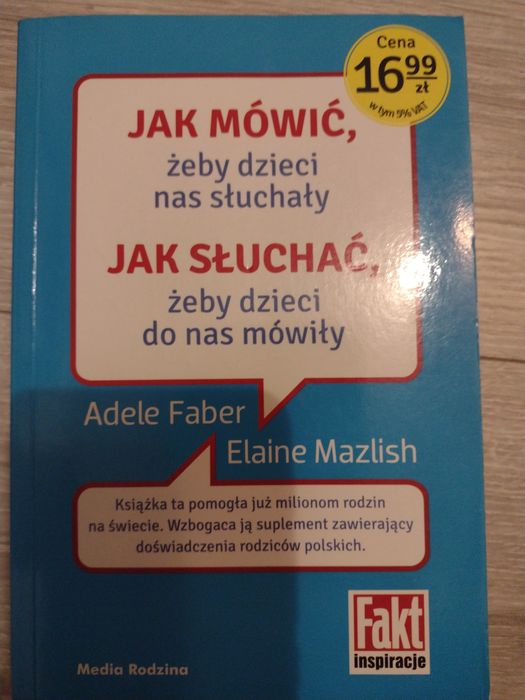 Cena
16 99
zł
w tym 5% VAT
JAK MÓWIĆ,
żeby dzieci
nas słuchały
JAK SŁUCHAĆ,
żeby dzieci
do nas mówiły
Adele Faber
Elaine Mazlish
Książka ta pomogła już milionom rodzin
na świecie. Wzbogaca ją suplement zawierający
doświadczenia rodziców polskich.
Fakt
inspiracje
Media Rodzina